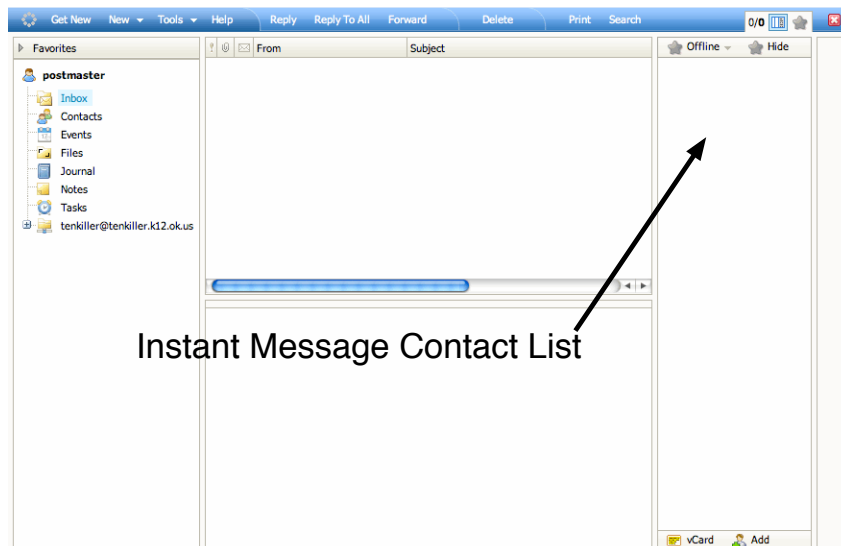 Get New New Tools Help Reply Reply To All Forward Delete Print Search 0/0
Favorites
From Subject
Offline Hide
postmaster
Inbox
Contacts
Events
Files
Journal
Notes
Tasks
tenkiller@tenkiller.k12.ok.us
Instant Message Contact List
vCard Add